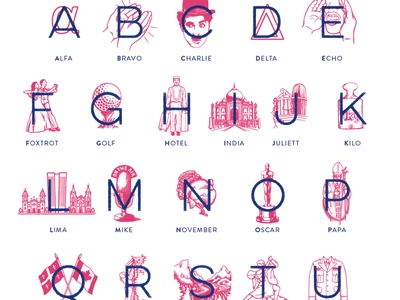 A B C D E
ALFA BRAVO CHARLIE DELTA ECHO
F G H I J K
FOXTROT GOLF HOTEL INDIA JULIETT KILO
L M N O P
LIMA MIKE NOVEMBER OSCAR PAPA
Q R S T U